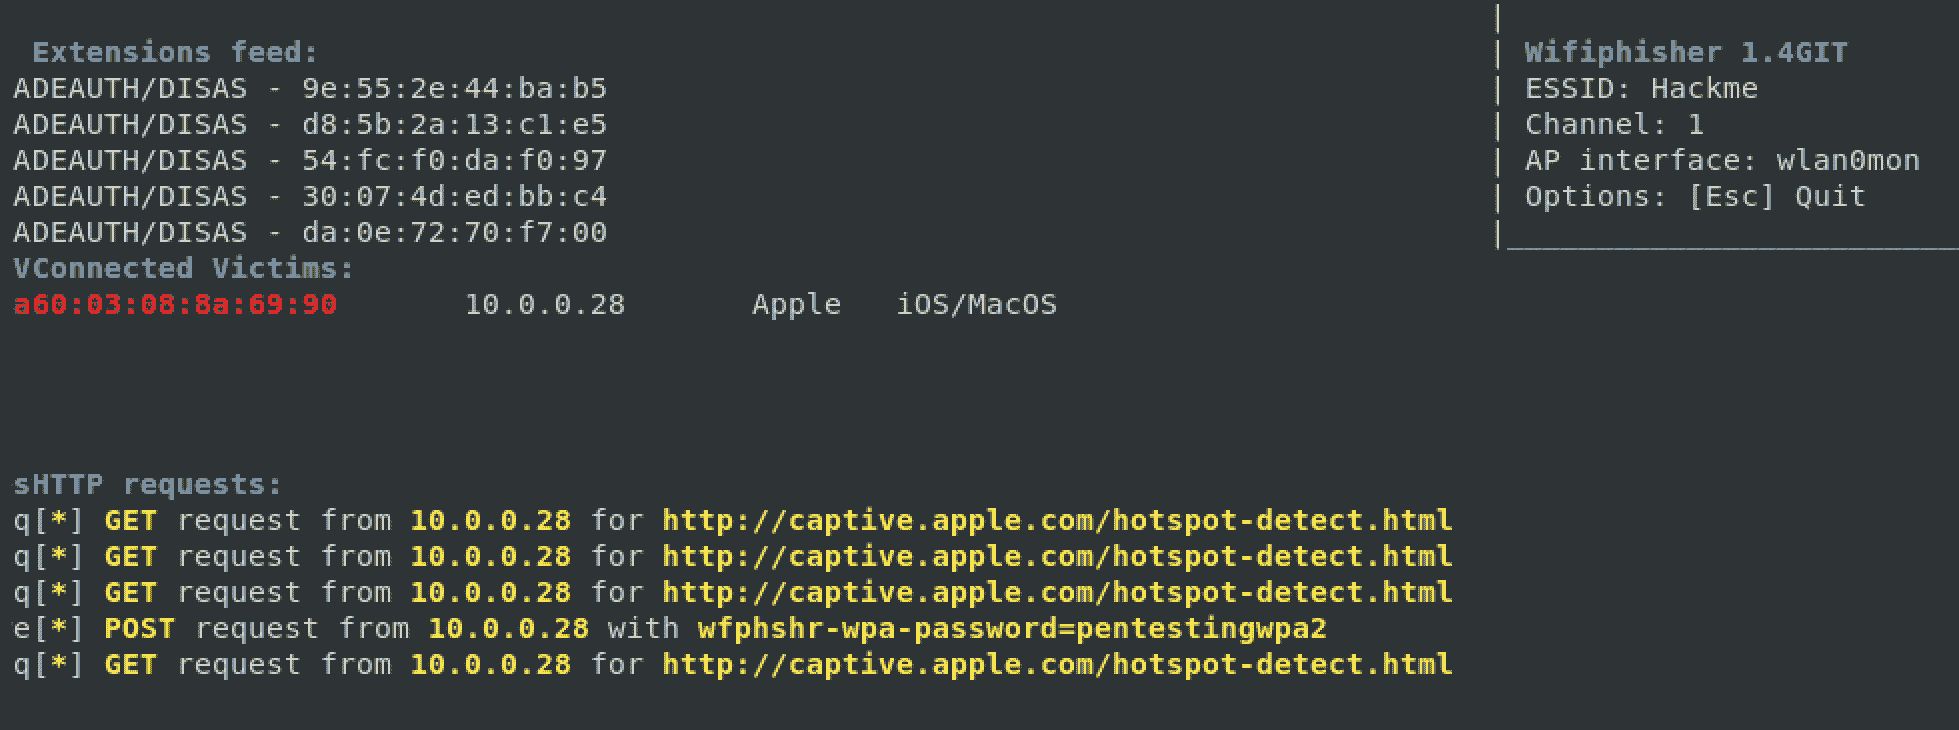 Extensions feed:
ADEAUTH/DISAS - 9e:55:2e:44:ba:b5
ADEAUTH/DISAS - d8:5b:2a:13:c1:e5
ADEAUTH/DISAS - 54:fc:f0:da:f0:97
ADEAUTH/DISAS - 30:07:4d:ed:bb:c4
ADEAUTH/DISAS - da:0e:72:70:f7:00
VConnected Victims:
a60:03:08:8a:69:90 10.0.0.28 Apple iOS/MacOS
sHTTP requests:
q[*] GET request from 10.0.0.28 for http://captive.apple.com/hotspot-detect.html
q[*] GET request from 10.0.0.28 for http://captive.apple.com/hotspot-detect.html
q[*] GET request from 10.0.0.28 for http://captive.apple.com/hotspot-detect.html
e[*] POST request from 10.0.0.28 with wfphshr-wpa-password=pentestingwpa2
q[*] GET request from 10.0.0.28 for http://captive.apple.com/hotspot-detect.html
Wifiphisher 1.4GIT
ESSID: Hackme
Channel: 1
AP interface: wlan0mon
Options: [Esc] Quit